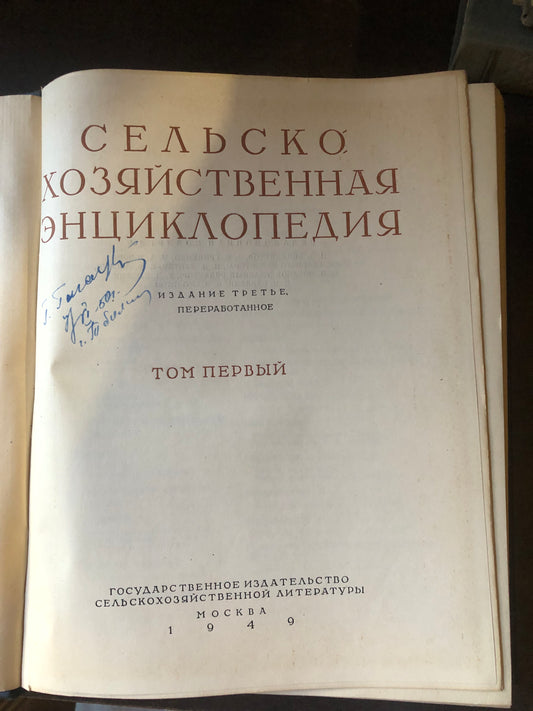 СЕЛЬСКО
ХОЗЯЙСТВЕННАЯ
ЭНЦИКЛОПЕДИЯ
ИЗДАНИЕ ТРЕТЬЕ,
ПЕРЕРАБОТАННОЕ
ТОМ ПЕРВЫЙ
ГОСУДАРСТВЕННОЕ ИЗДАТЕЛЬСТВО
СЕЛЬСКОХОЗЯЙСТВЕННОЙ ЛИТЕРАТУРЫ
МОСКВА
1949